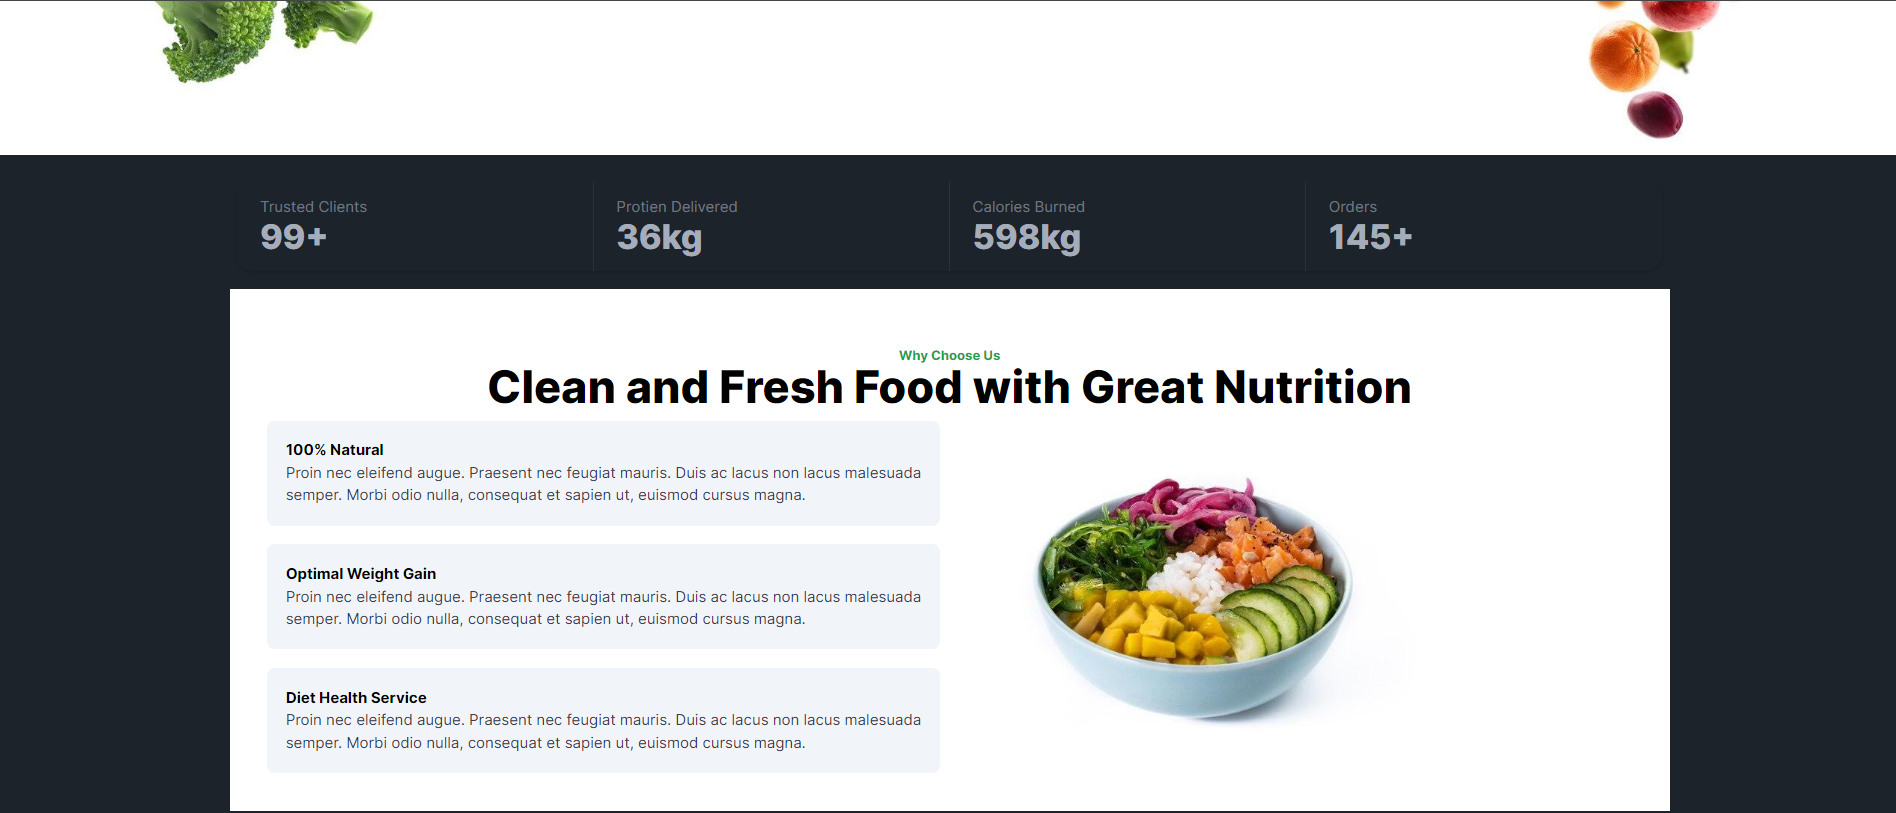 Trusted Clients
99+
Protien Delivered
36kg
Calories Burned
598kg
Orders
145+
Why Choose Us
Clean and Fresh Food with Great Nutrition
100% Natural
Proin nec eleifend augue. Praesent nec feugiat mauris. Duis ac lacus non lacus malesuada
semper. Morbi odio nulla, consequat et sapien ut, euismod cursus magna.
Optimal Weight Gain
Proin nec eleifend augue. Praesent nec feugiat mauris. Duis ac lacus non lacus malesuada
semper. Morbi odio nulla, consequat et sapien ut, euismod cursus magna.
Diet Health Service
Proin nec eleifend augue. Praesent nec feugiat mauris. Duis ac lacus non lacus malesuada
semper. Morbi odio nulla, consequat et sapien ut, euismod cursus magna.